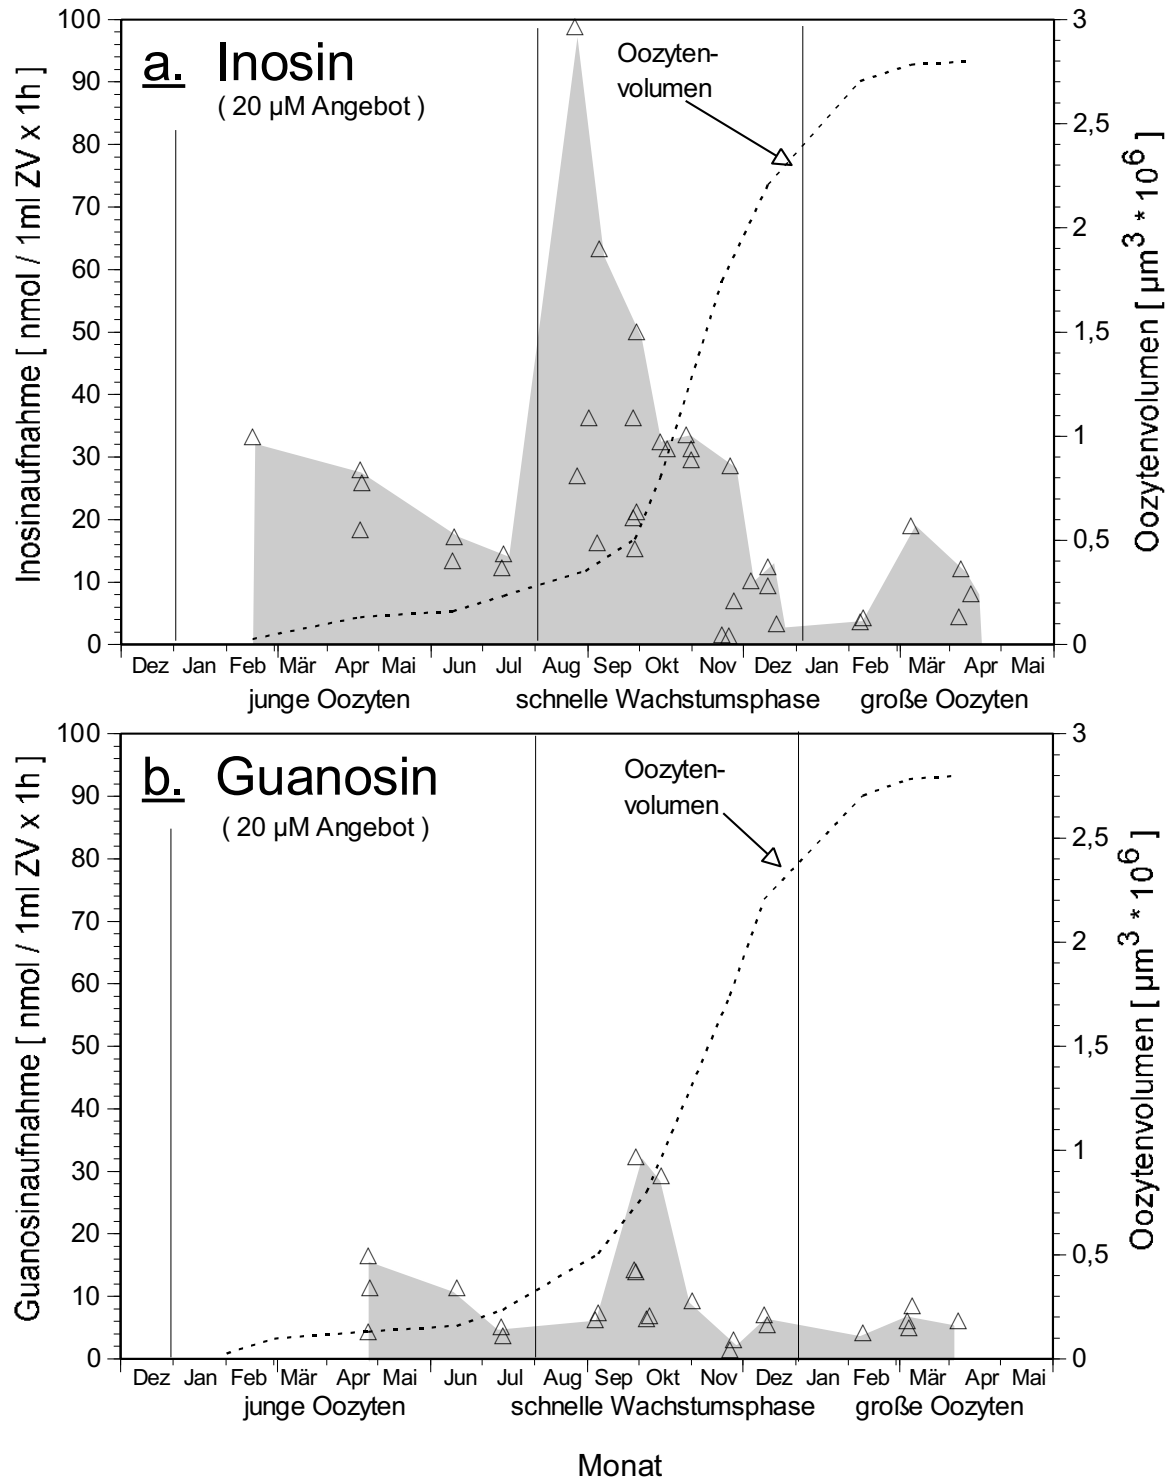 a. Inosin
( 20 µM Angebot )
Oozyten-
volumen
Inosinaufnahme [ nmol / 1ml ZV x 1h]
100
90
80
70
60
50
40
30
20
10
0
3
2,5
2
1,5
1
0,5
0
Oozytenvolumen [ µm³ * 10⁶ ]
Dez Jan Feb Mär Apr Mai Jun Jul Aug Sep Okt Nov Dez Jan Feb Mär Apr Mai
junge Oozyten schnelle Wachstumsphase große Oozyten
b. Guanosin
( 20 µM Angebot )
Oozyten-
volumen
Guanosinaufnahme [ nmol / 1ml ZV x 1h]
100
90
80
70
60
50
40
30
20
10
0
3
2,5
2
1,5
1
0,5
0
Oozytenvolumen [ µm³ * 10⁶ ]
Dez Jan Feb Mär Apr Mai Jun Jul Aug Sep Okt Nov Dez Jan Feb Mär Apr Mai
junge Oozyten schnelle Wachstumsphase große Oozyten
Monat